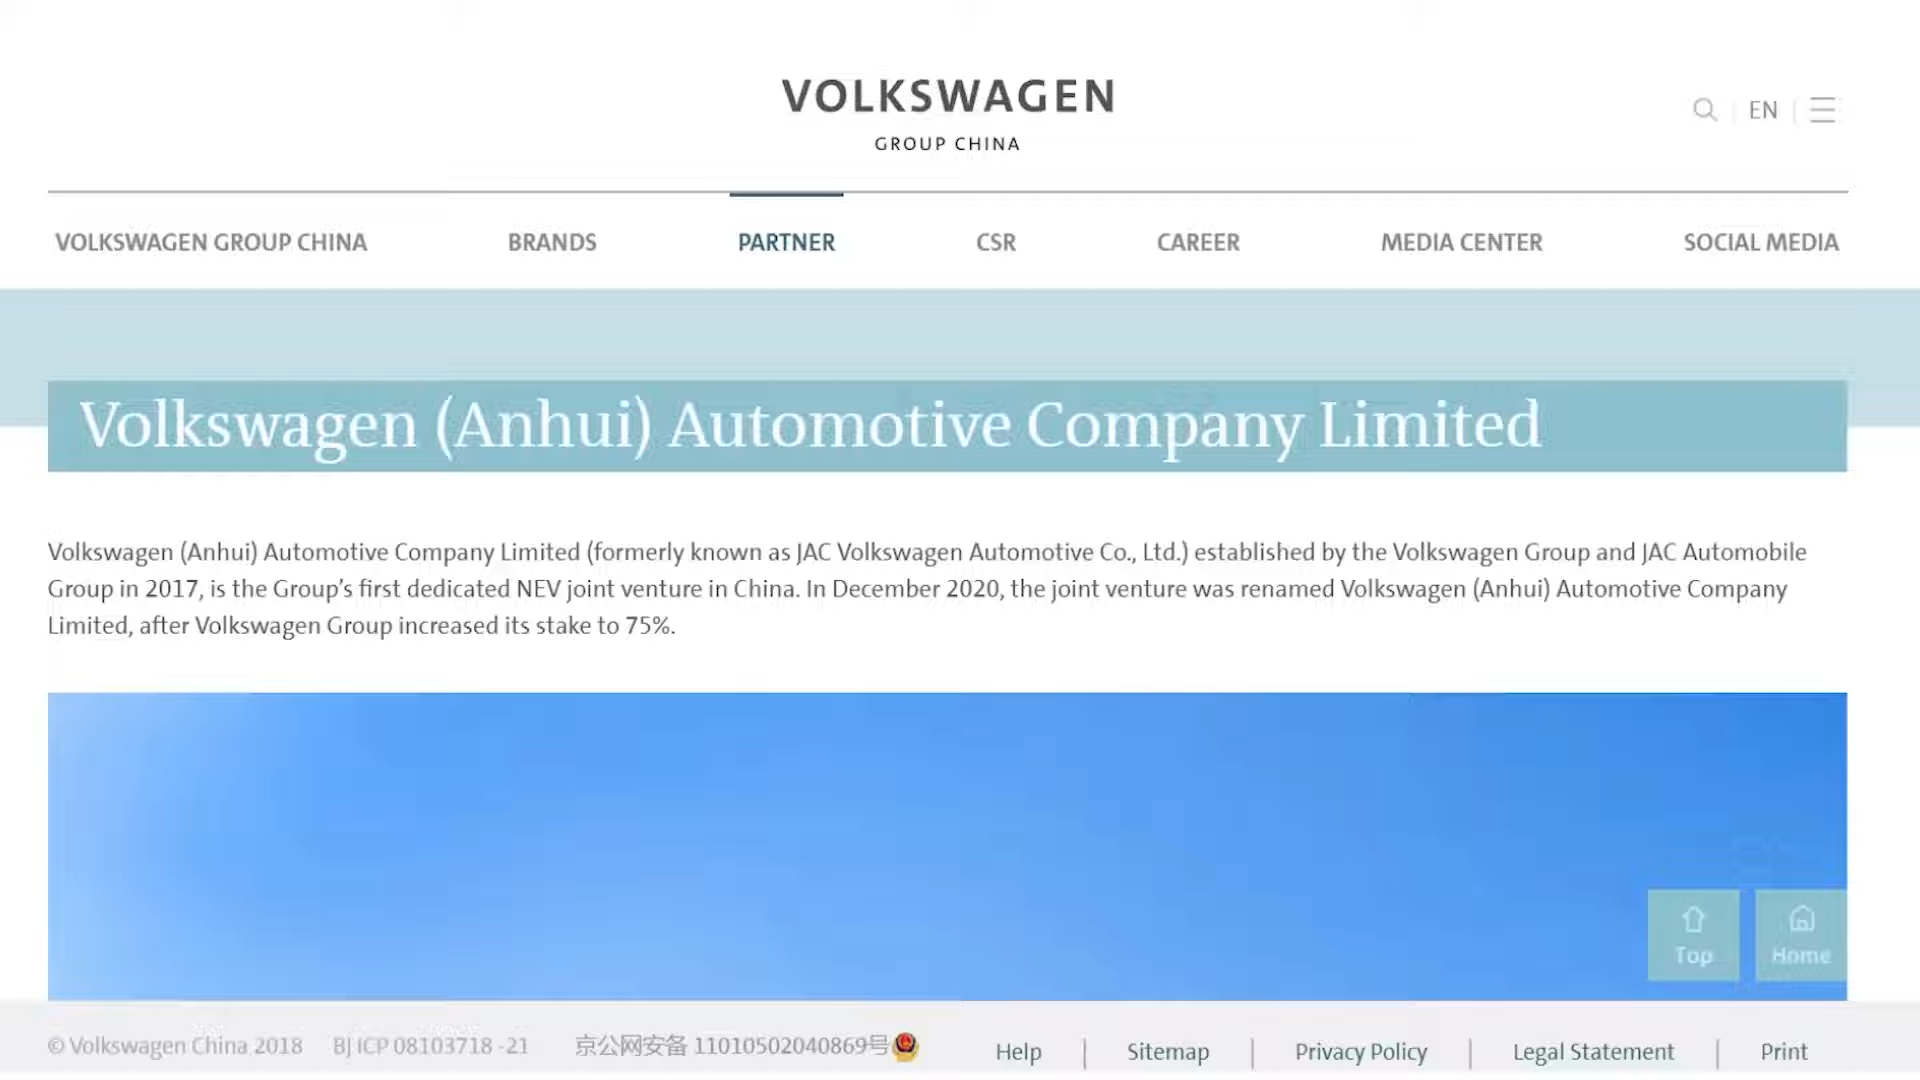 VOLKSWAGEN
GROUP CHINA
EN
VOLKSWAGEN GROUP CHINA BRANDS PARTNER CSR CAREER MEDIA CENTER SOCIAL MEDIA
Volkswagen (Anhui) Automotive Company Limited
Volkswagen (Anhui) Automotive Company Limited (formerly known as JAC Volkswagen Automotive Co., Ltd.) established by the Volkswagen Group and JAC Automobile
Group in 2017, is the Group’s first dedicated NEV joint venture in China. In December 2020, the joint venture was renamed Volkswagen (Anhui) Automotive Company
Limited, after Volkswagen Group increased its stake to 75%.
Top Home
© Volkswagen China 2018 BJ ICP 08103718 -21 京公网安备 11010502040869号 Help | Sitemap | Privacy Policy | Legal Statement | Print